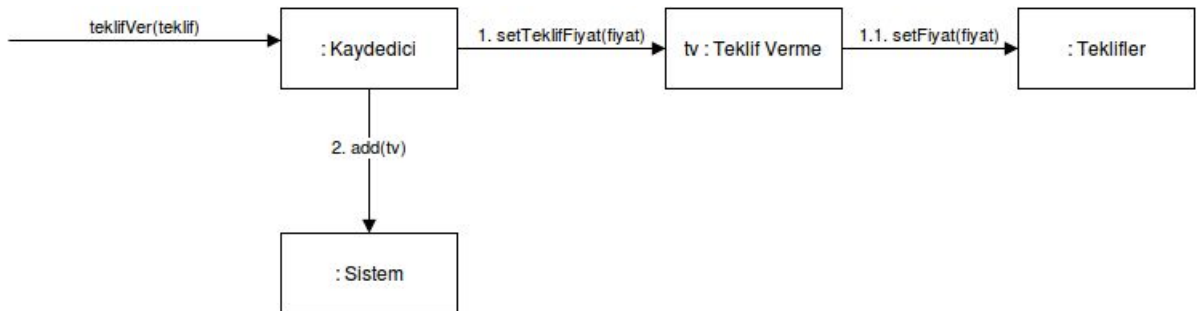 teklifVer(teklif)
: Kaydedici
1. setTeklifFiyat(fiyat)
tv : Teklif Verme
1.1. setFiyat(fiyat)
: Teklifler
2. add(tv)
: Sistem